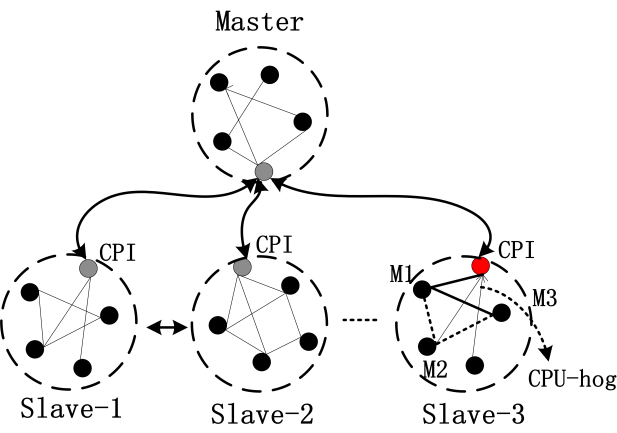 Master
CPI
CPI
CPI
M1
M3
M2
CPU-hog
Slave-1
Slave-2
Slave-3